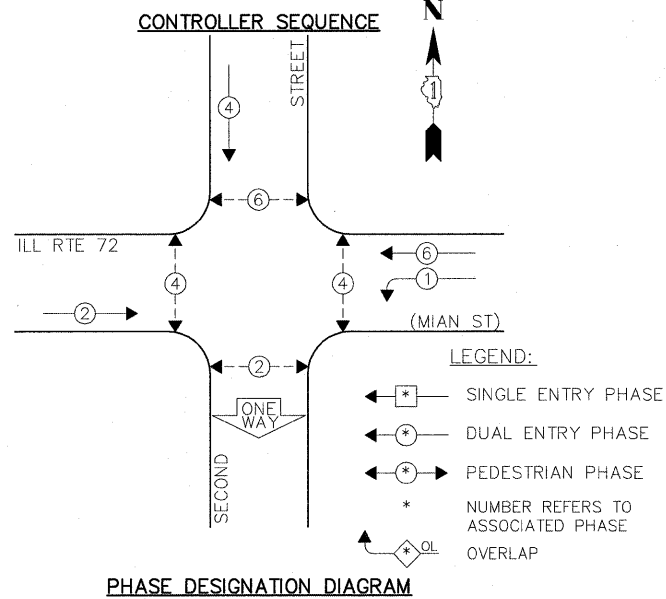 CONTROLLER SEQUENCE
N
1
STREET
4
6
ILL RTE 72
4
4
6
1
2
(MIAN ST)
2
ONE
WAY
SECOND
LEGEND:
* SINGLE ENTRY PHASE
* DUAL ENTRY PHASE
* PEDESTRIAN PHASE
* NUMBER REFERS TO
ASSOCIATED PHASE
* OL OVERLAP
PHASE DESIGNATION DIAGRAM